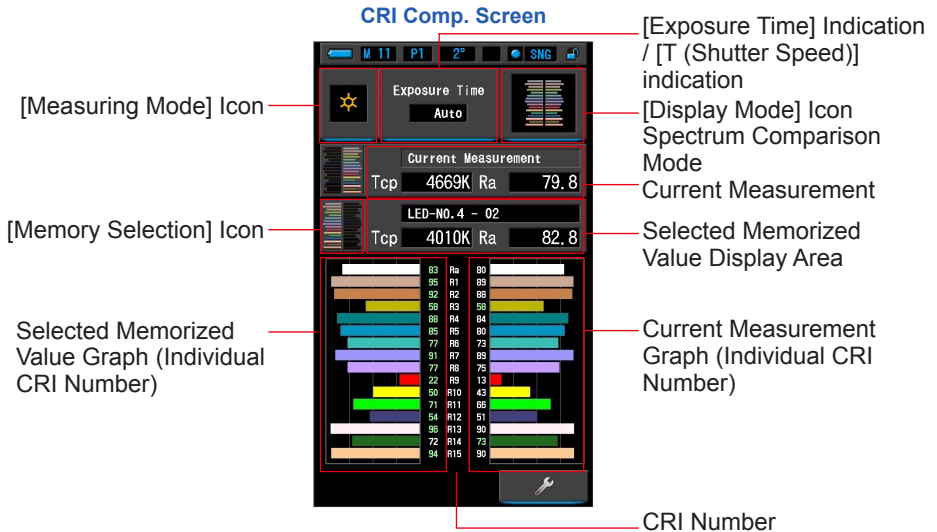 CRI Comp. Screen
[Exposure Time] Indication
/ [T (Shutter Speed)]
indication
M 11 P1 2° SNG
[Measuring Mode] Icon
Exposure Time
Auto
[Display Mode] Icon
Spectrum Comparison
Mode
Current Measurement
Tcp 4669K Ra 79.8
Current Measurement
[Memory Selection] Icon
LED-NO.4 - 02
Tcp 4010K Ra 82.8
Selected Memorized
Value Display Area
83 Ra 80
95 R1 89
92 R2 88
58 R3 58
88 R4 84
85 R5 80
77 R6 73
91 R7 89
77 R8 75
22 R9 13
50 R10 43
71 R11 66
54 R12 51
96 R13 90
72 R14 73
94 R15 90
Selected Memorized
Value Graph (Individual
CRI Number)
Current Measurement
Graph (Individual CRI
Number)
CRI Number